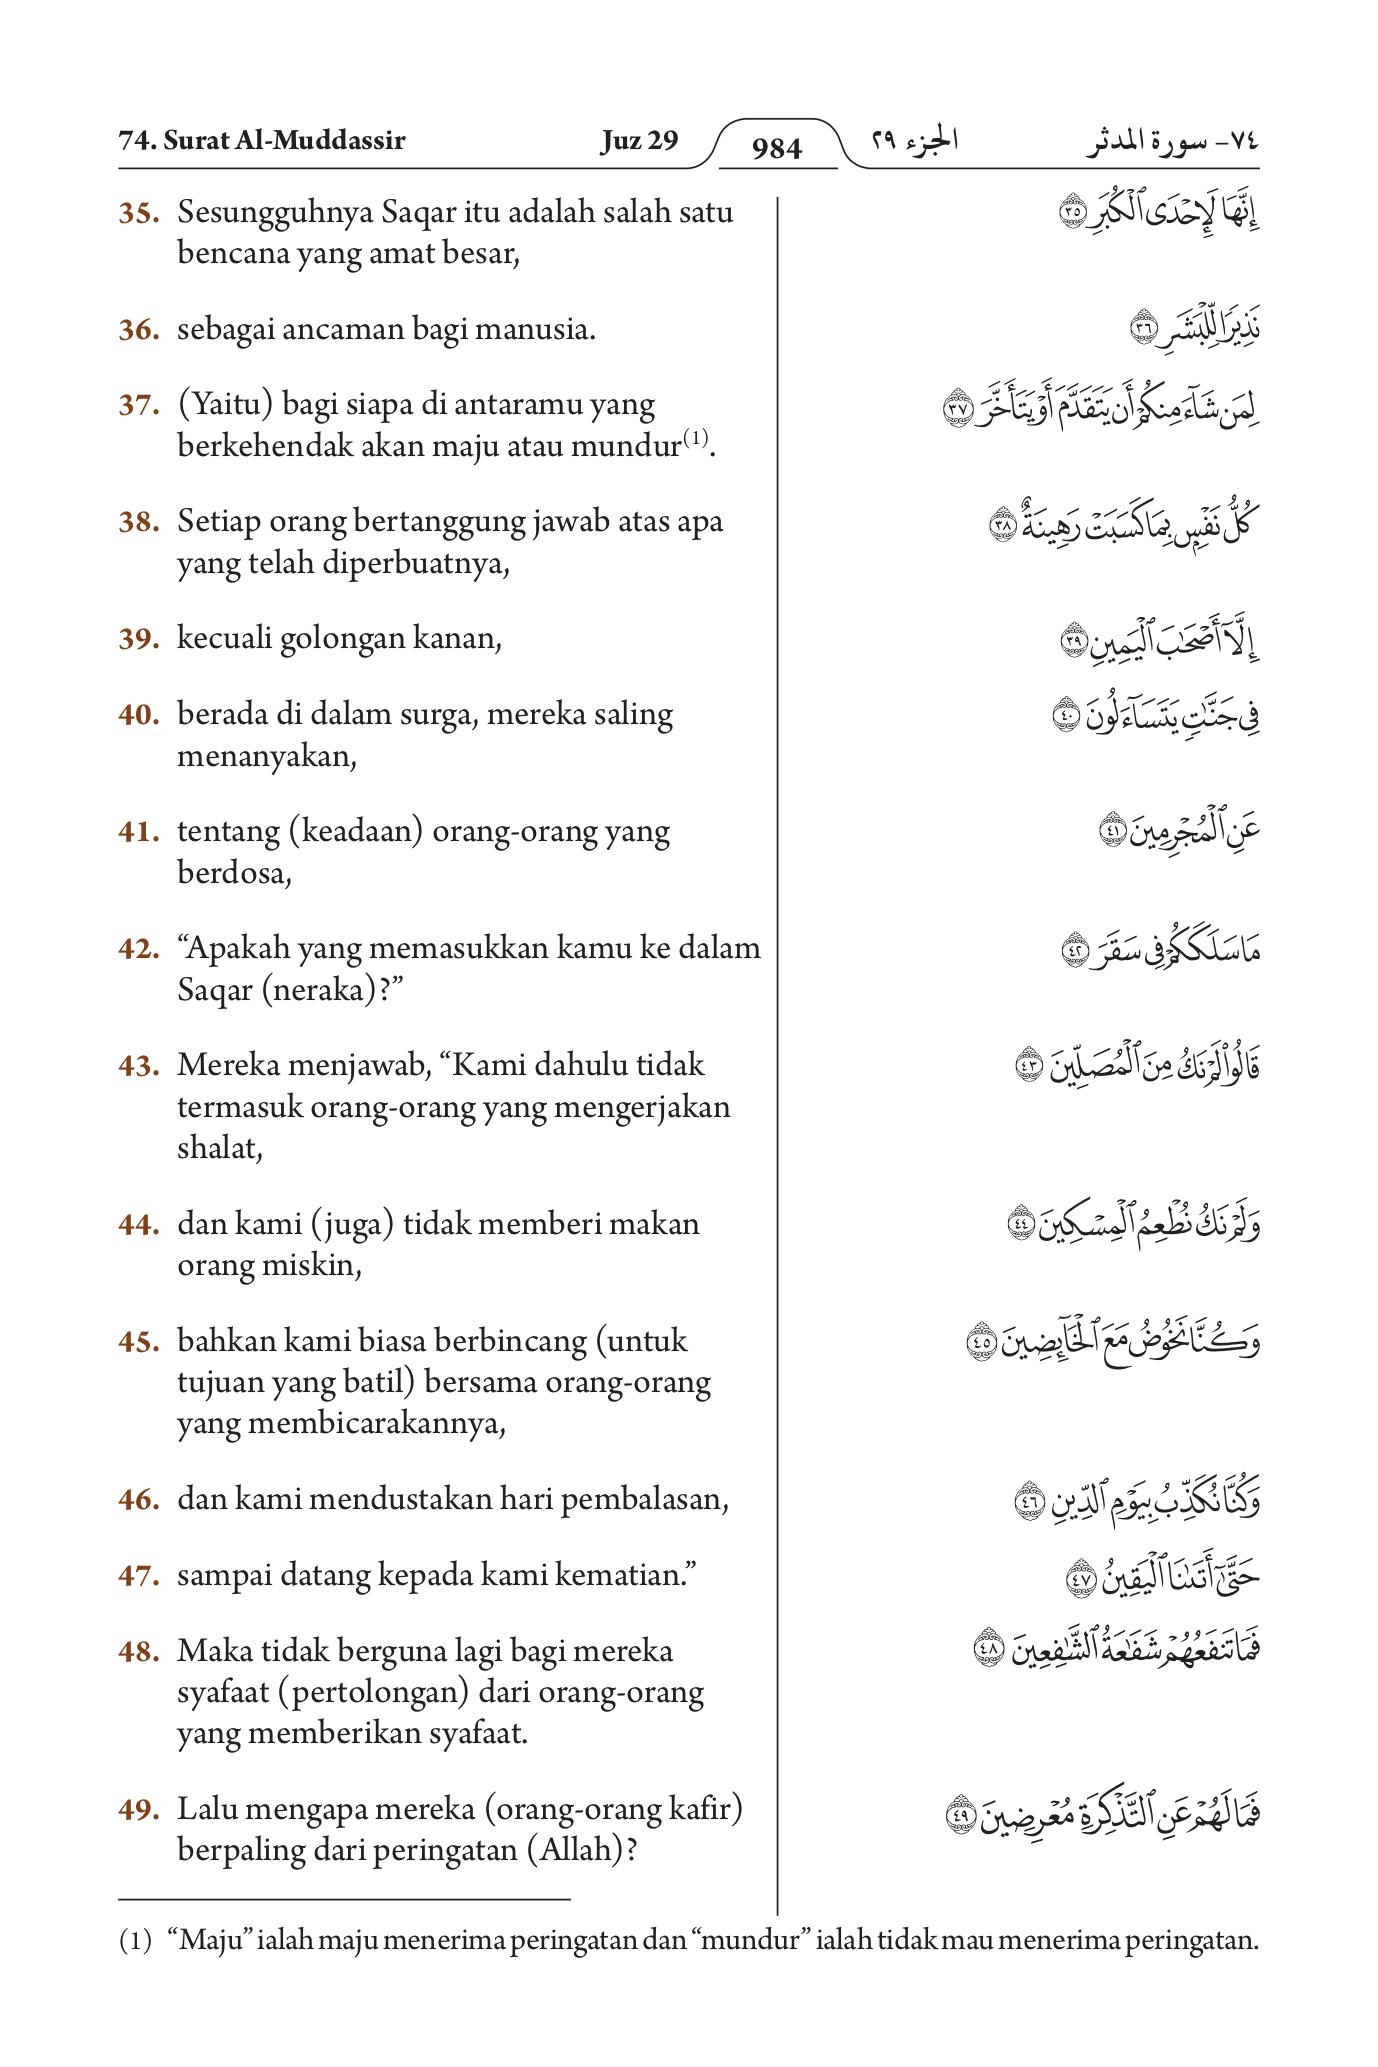 74. Surat Al-Muddassir Juz 29 984 الجزء ٢٩ ٧٤- سورة المدثر
35. Sesungguhnya Saqar itu adalah salah satu
bencana yang amat besar,
إِنَّهَا لَإِحْدَى ٱلْكُبَرِ ٣٥
36. sebagai ancaman bagi manusia.
نَذِيرًا لِّلْبَشَرِ ٣٦
37. (Yaitu) bagi siapa di antaramu yang
berkehendak akan maju atau mundur(1).
لِمَن شَآءَ مِنكُمْ أَن يَتَقَدَّمَ أَوْ يَتَأَخَّرَ ٣٧
38. Setiap orang bertanggung jawab atas apa
yang telah diperbuatnya,
كُلُّ نَفْسٍۭ بِمَا كَسَبَتْ رَهِينَةٌ ٣٨
39. kecuali golongan kanan,
إِلَّآ أَصْحَٰبَ ٱلْيَمِينِ ٣٩
40. berada di dalam surga, mereka saling
menanyakan,
فِى جَنَّٰتٍ يَتَسَآءَلُونَ ٤٠
41. tentang (keadaan) orang-orang yang
berdosa,
عَنِ ٱلْمُجْرِمِينَ ٤١
42. “Apakah yang memasukkan kamu ke dalam
Saqar (neraka)?”
مَا سَلَكَكُمْ فِى سَقَرَ ٤٢
43. Mereka menjawab, “Kami dahulu tidak
termasuk orang-orang yang mengerjakan
shalat,
قَالُوا۟ لَمْ نَكُ مِنَ ٱلْمُصَلِّينَ ٤٣
44. dan kami (juga) tidak memberi makan
orang miskin,
وَلَمْ نَكُ نُطْعِمُ ٱلْمِسْكِينَ ٤٤
45. bahkan kami biasa berbincang (untuk
tujuan yang batil) bersama orang-orang
yang membicarakannya,
وَكُنَّا نَخُوضُ مَعَ ٱلْخَآئِضِينَ ٤٥
46. dan kami mendustakan hari pembalasan,
وَكُنَّا نُكَذِّبُ بِيَوْمِ ٱلدِّينِ ٤٦
47. sampai datang kepada kami kematian.”
حَتَّىٰٓ أَتَىٰنَا ٱلْيَقِينُ ٤٧
48. Maka tidak berguna lagi bagi mereka
syafaat (pertolongan) dari orang-orang
yang memberikan syafaat.
فَمَا تَنفَعُهُمْ شَفَٰعَةُ ٱلشَّٰفِعِينَ ٤٨
49. Lalu mengapa mereka (orang-orang kafir)
berpaling dari peringatan (Allah)?
فَمَا لَهُمْ عَنِ ٱلتَّذْكِرَةِ مُعْرِضِينَ ٤٩
(1) “Maju” ialah maju menerima peringatan dan “mundur” ialah tidak mau menerima peringatan.